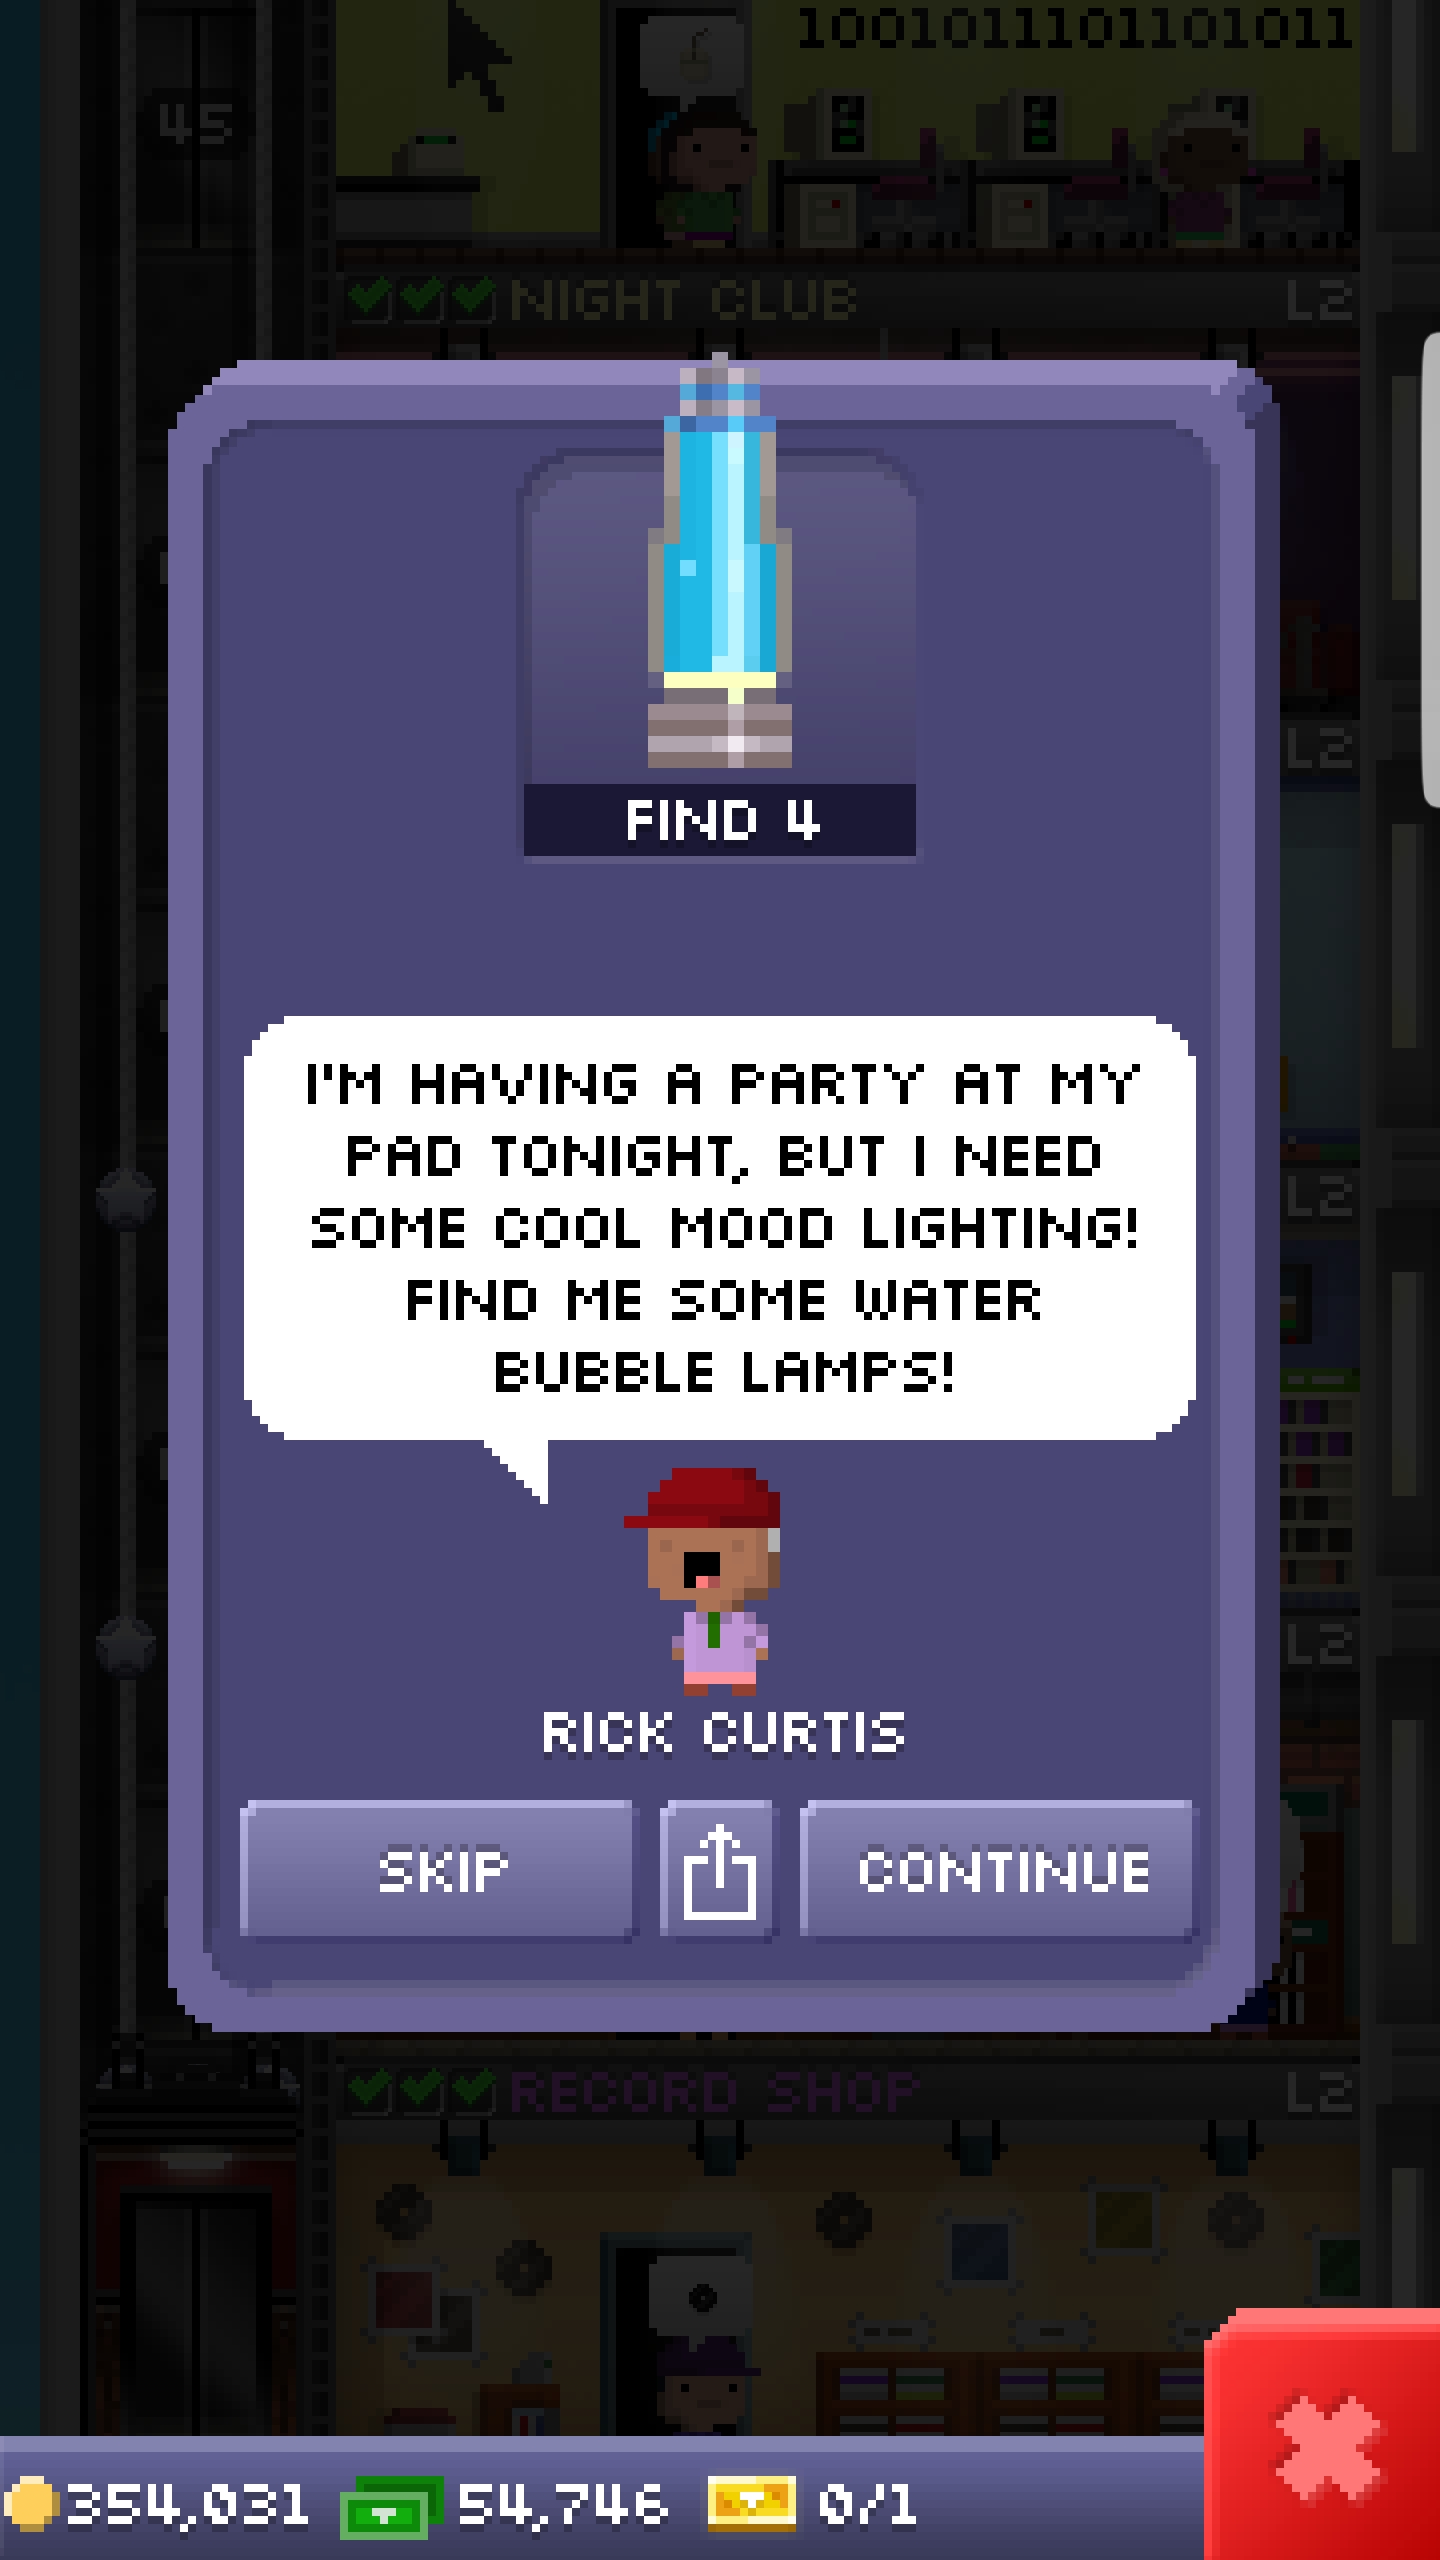 1001011101101011
45
NIGHT CLUB L2
L2
FIND 4
I'M HAVING A PARTY AT MY
PAD TONIGHT, BUT I NEED
SOME COOL MOOD LIGHTING!
FIND ME SOME WATER
BUBBLE LAMPS!
L2
RICK CURTIS
L2
SKIP
CONTINUE
RECORD SHOP L2
354,031 54,746 0/1